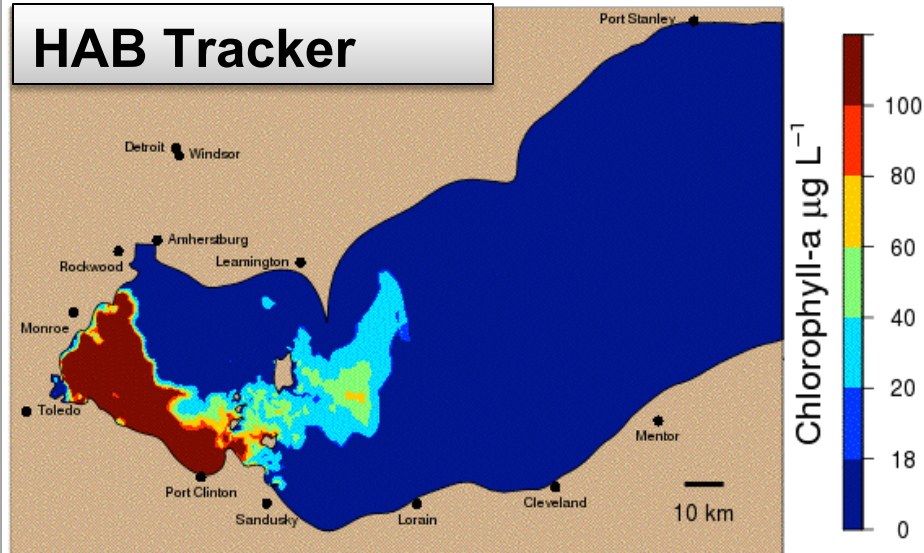 HAB Tracker
Port Stanley
Detroit
Windsor
Amherstburg
Rockwood
Leamington
Monroe
Toledo
Port Clinton
Sandusky
Lorain
Cleveland
Mentor
10 km
100
80
60
40
20
18
0
Chlorophyll-a µg L⁻¹